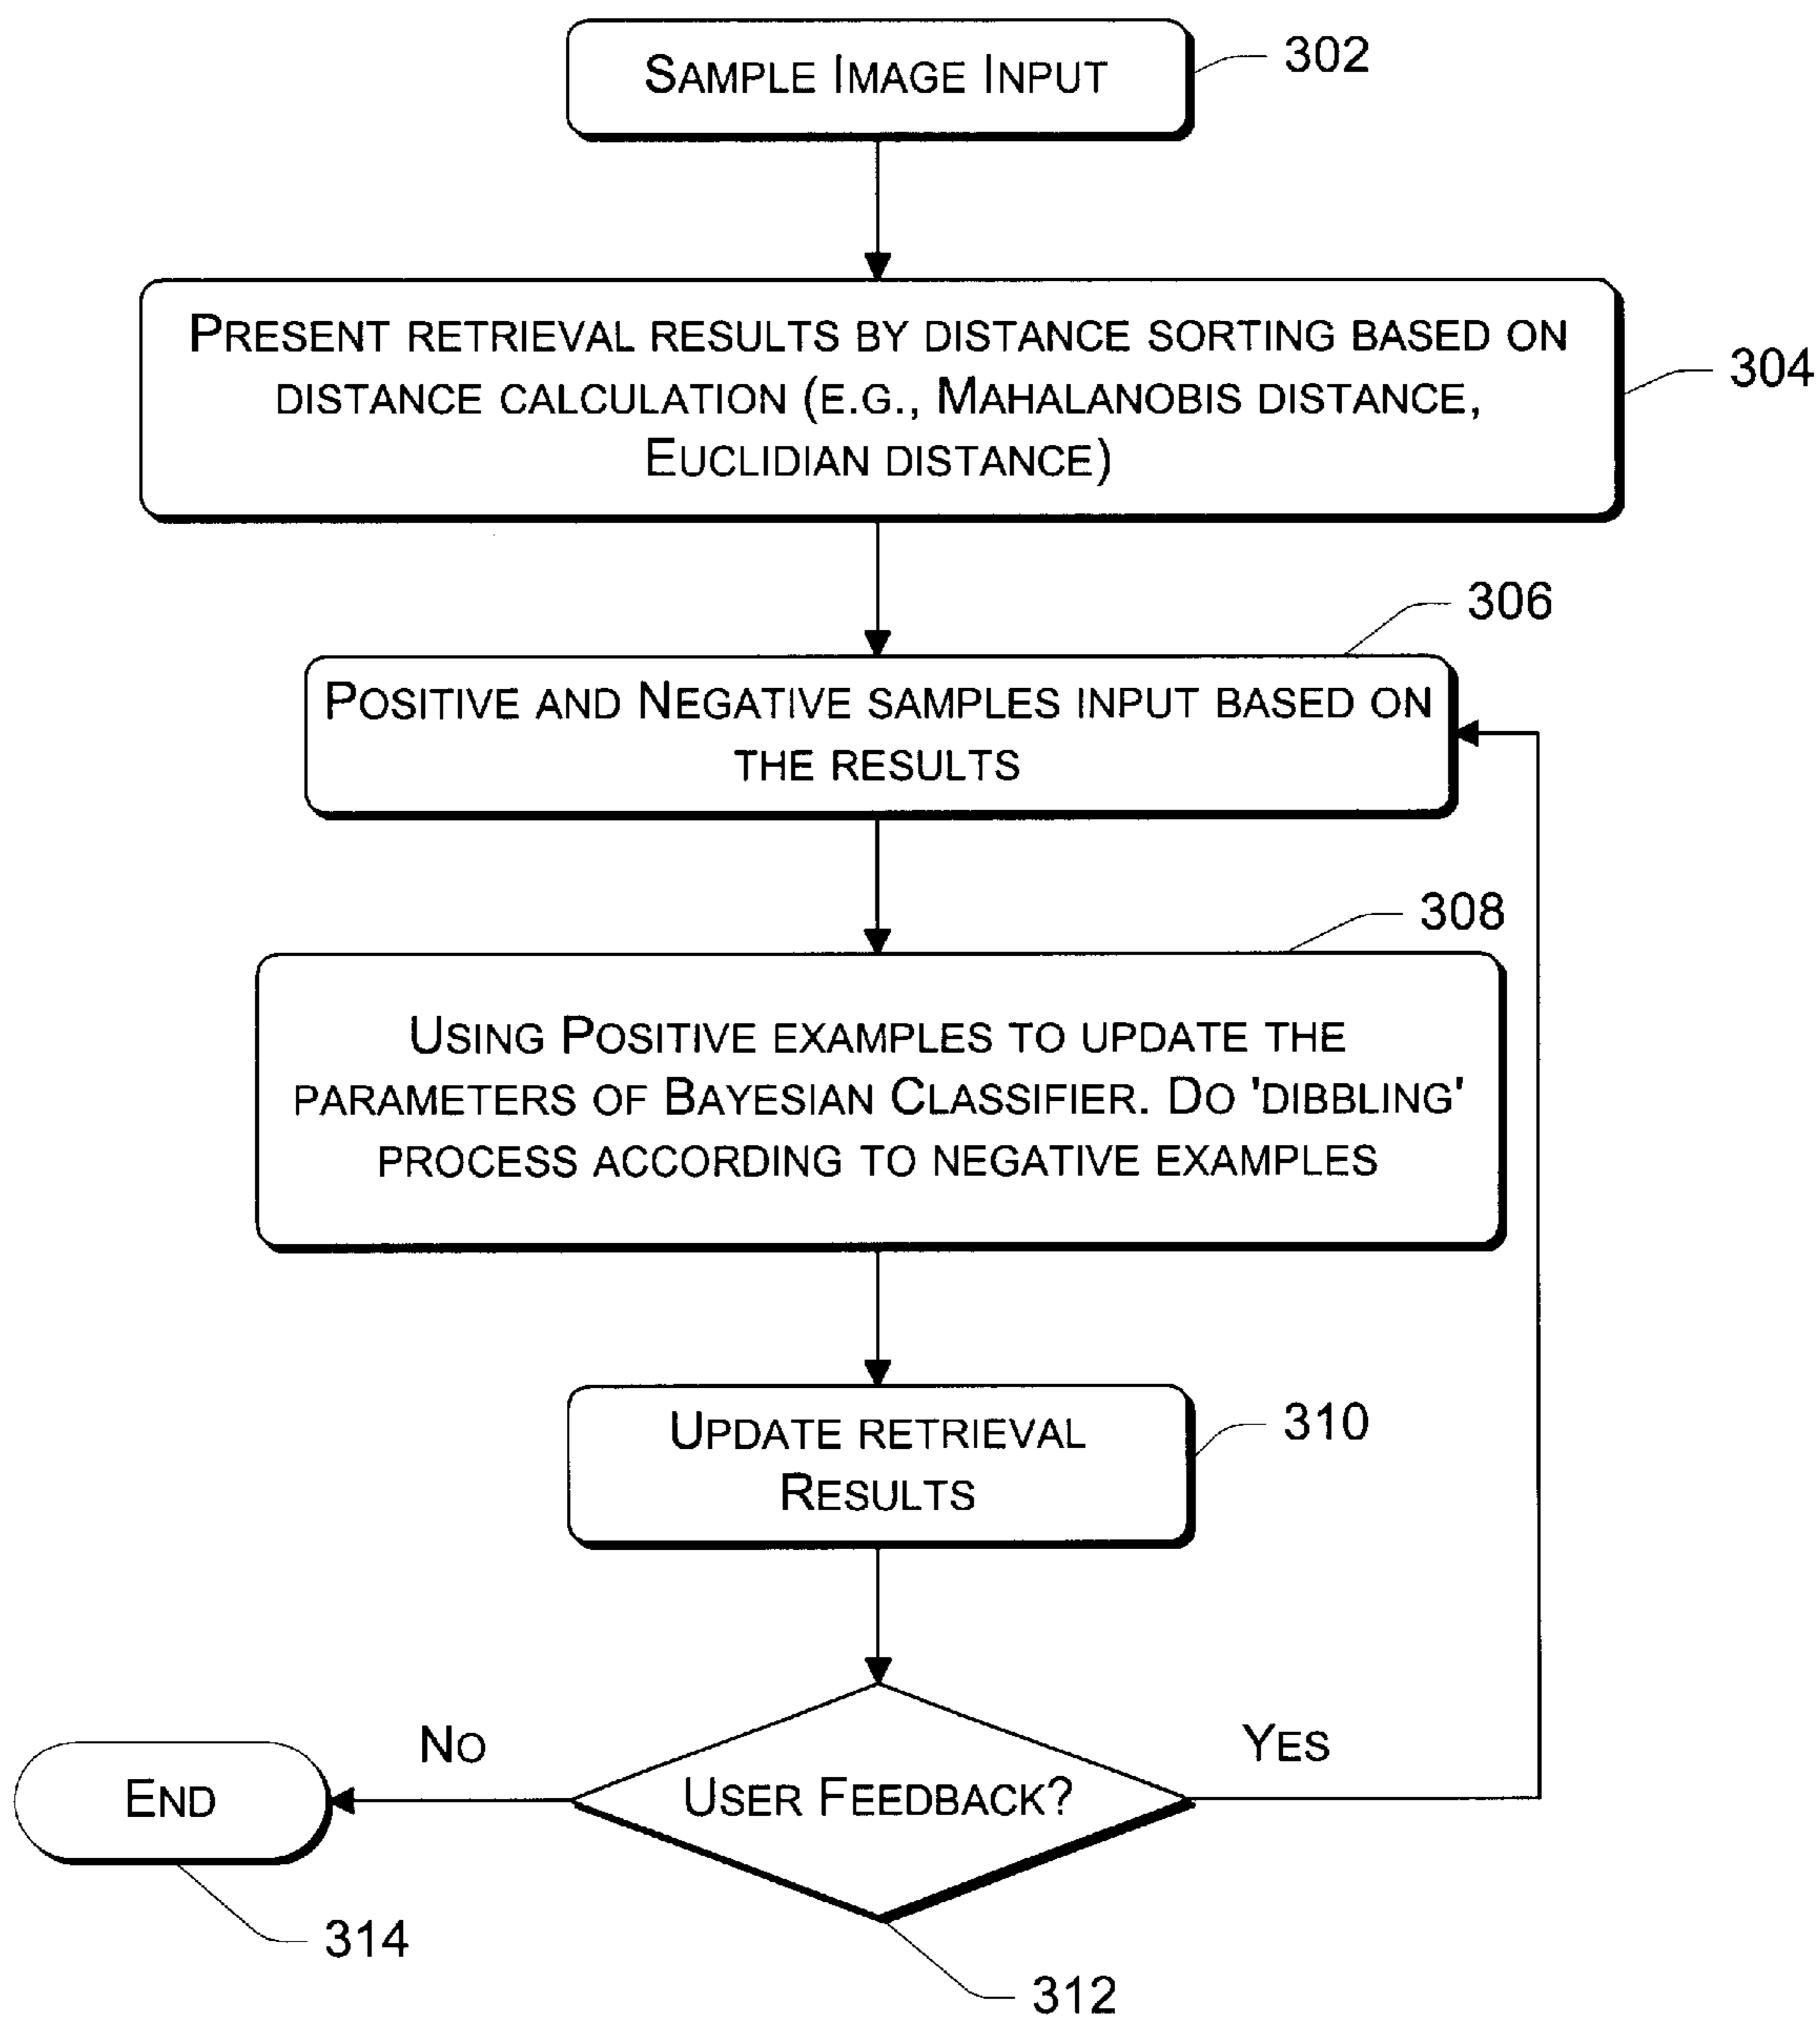 SAMPLE IMAGE INPUT
302
PRESENT RETRIEVAL RESULTS BY DISTANCE SORTING BASED ON
DISTANCE CALCULATION (E.G., MAHALANOBIS DISTANCE,
EUCLIDIAN DISTANCE)
304
306
POSITIVE AND NEGATIVE SAMPLES INPUT BASED ON
THE RESULTS
308
USING POSITIVE EXAMPLES TO UPDATE THE
PARAMETERS OF BAYESIAN CLASSIFIER. DO 'DIBBLING'
PROCESS ACCORDING TO NEGATIVE EXAMPLES
UPDATE RETRIEVAL
RESULTS
310
NO
YES
END
USER FEEDBACK?
314
312